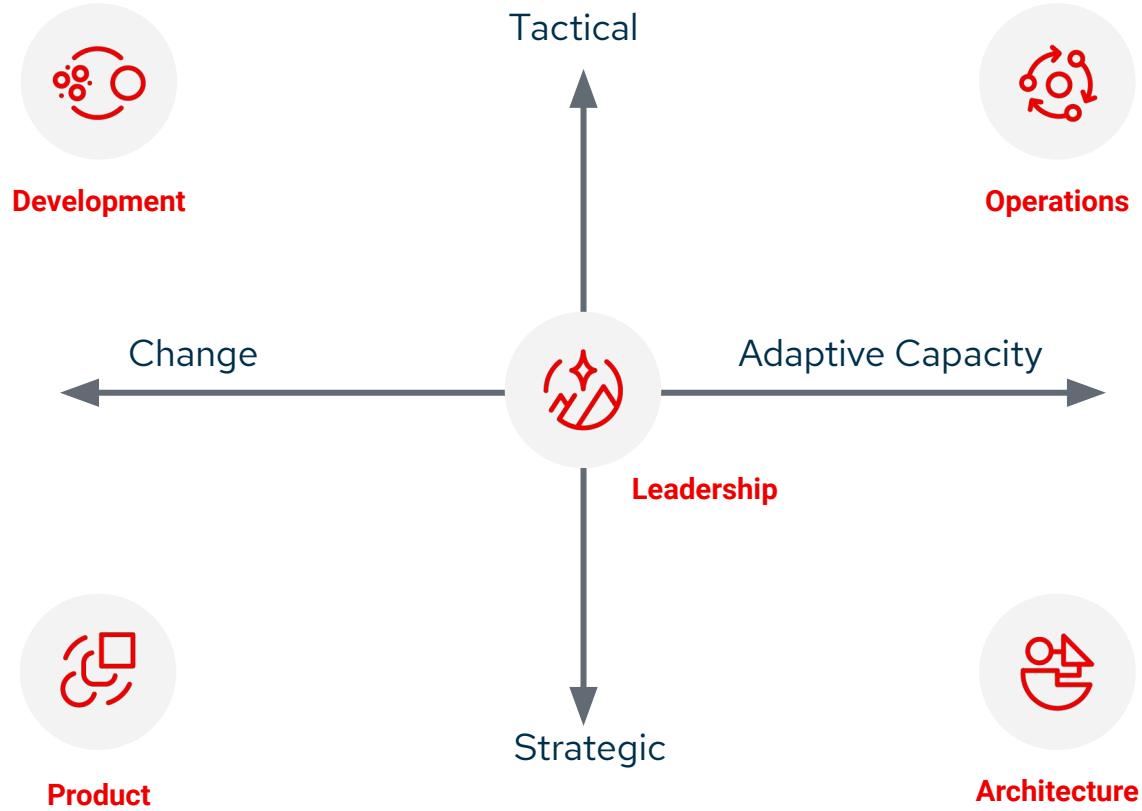 Tactical
Development
Operations
Change
Adaptive Capacity
Leadership
Strategic
Product
Architecture